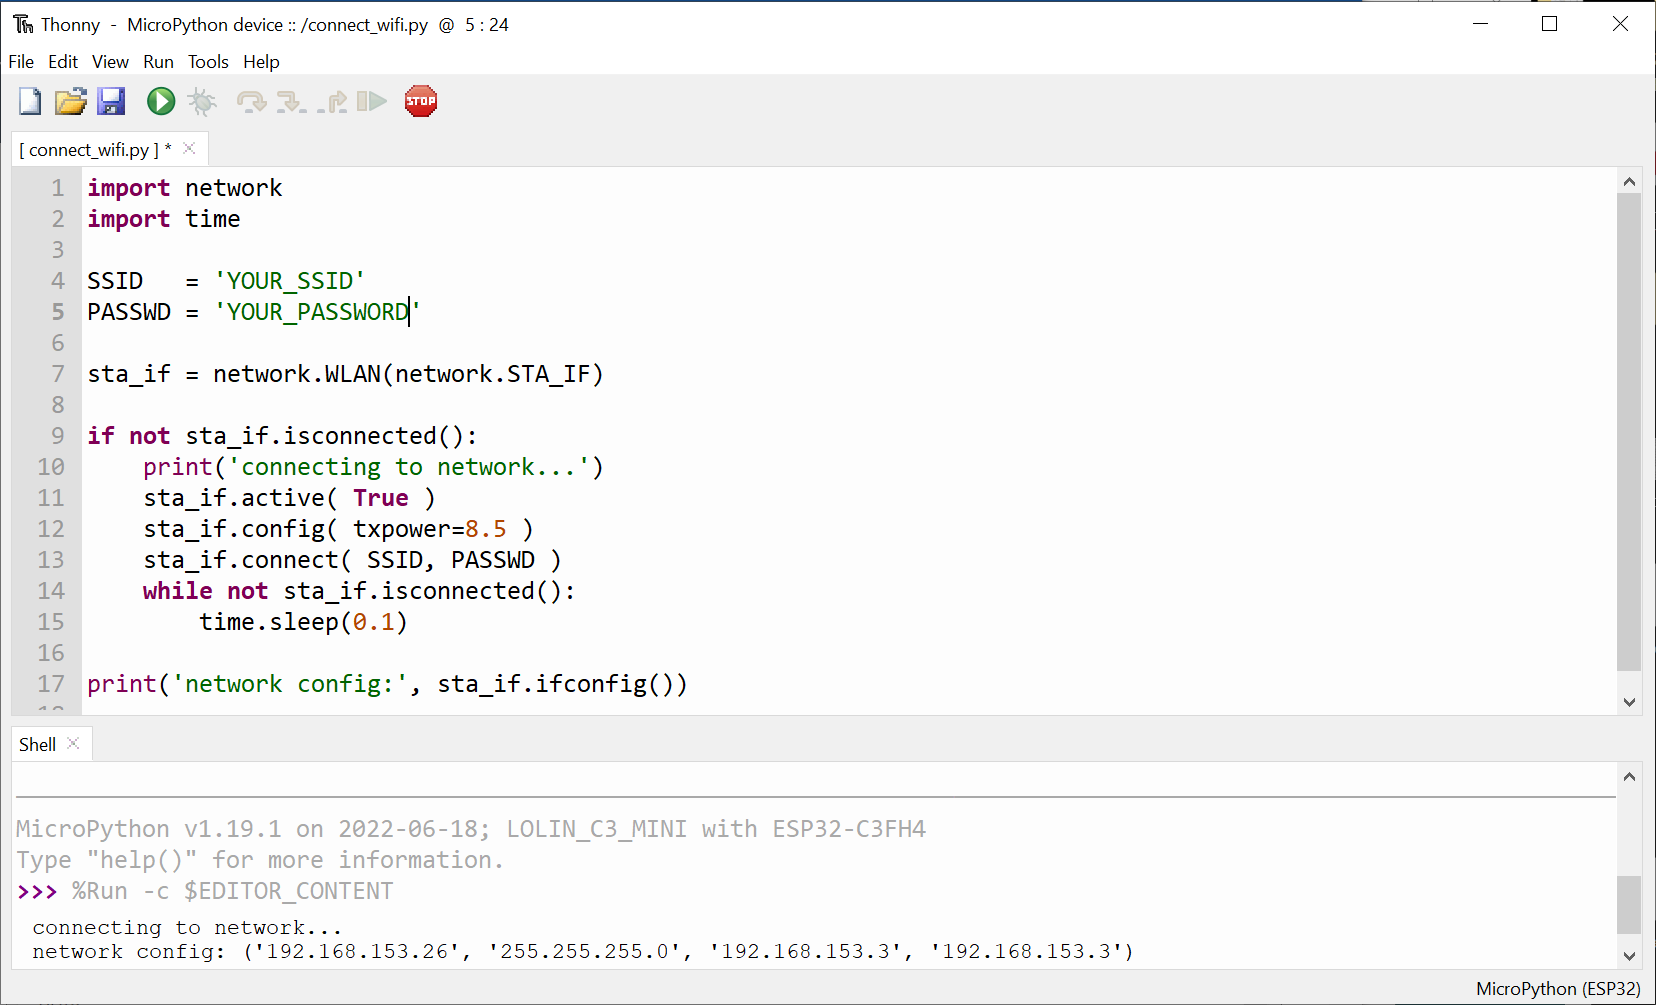 Thonny - MicroPython device :: /connect_wifi.py @ 5 : 24
File Edit View Run Tools Help
STOP
[ connect_wifi.py ] *
1 import network
2 import time
3
4 SSID   = 'YOUR_SSID'
5 PASSWD = 'YOUR_PASSWORD'
6
7 sta_if = network.WLAN(network.STA_IF)
8
9 if not sta_if.isconnected():
10     print('connecting to network...')
11     sta_if.active( True )
12     sta_if.config( txpower=8.5 )
13     sta_if.connect( SSID, PASSWD )
14     while not sta_if.isconnected():
15         time.sleep(0.1)
16
17 print('network config:', sta_if.ifconfig())
Shell
MicroPython v1.19.1 on 2022-06-18; LOLIN_C3_MINI with ESP32-C3FH4
Type "help()" for more information.
>>> %Run -c $EDITOR_CONTENT
connecting to network...
network config: ('192.168.153.26', '255.255.255.0', '192.168.153.3', '192.168.153.3')
MicroPython (ESP32)